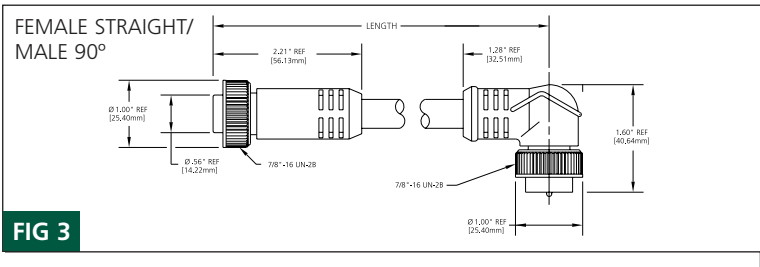 FEMALE STRAIGHT/
MALE 90º
LENGTH
2.21" REF
[56.13mm]
1.28" REF
[32.51mm]
Ø 1.00" REF
[25.40mm]
Ø .56" REF
[14.22mm]
7/8"-16 UN-2B
7/8"-16 UN-2B
1.60" REF
[40,64mm]
Ø 1,00" REF
[25.40mm]
FIG 3